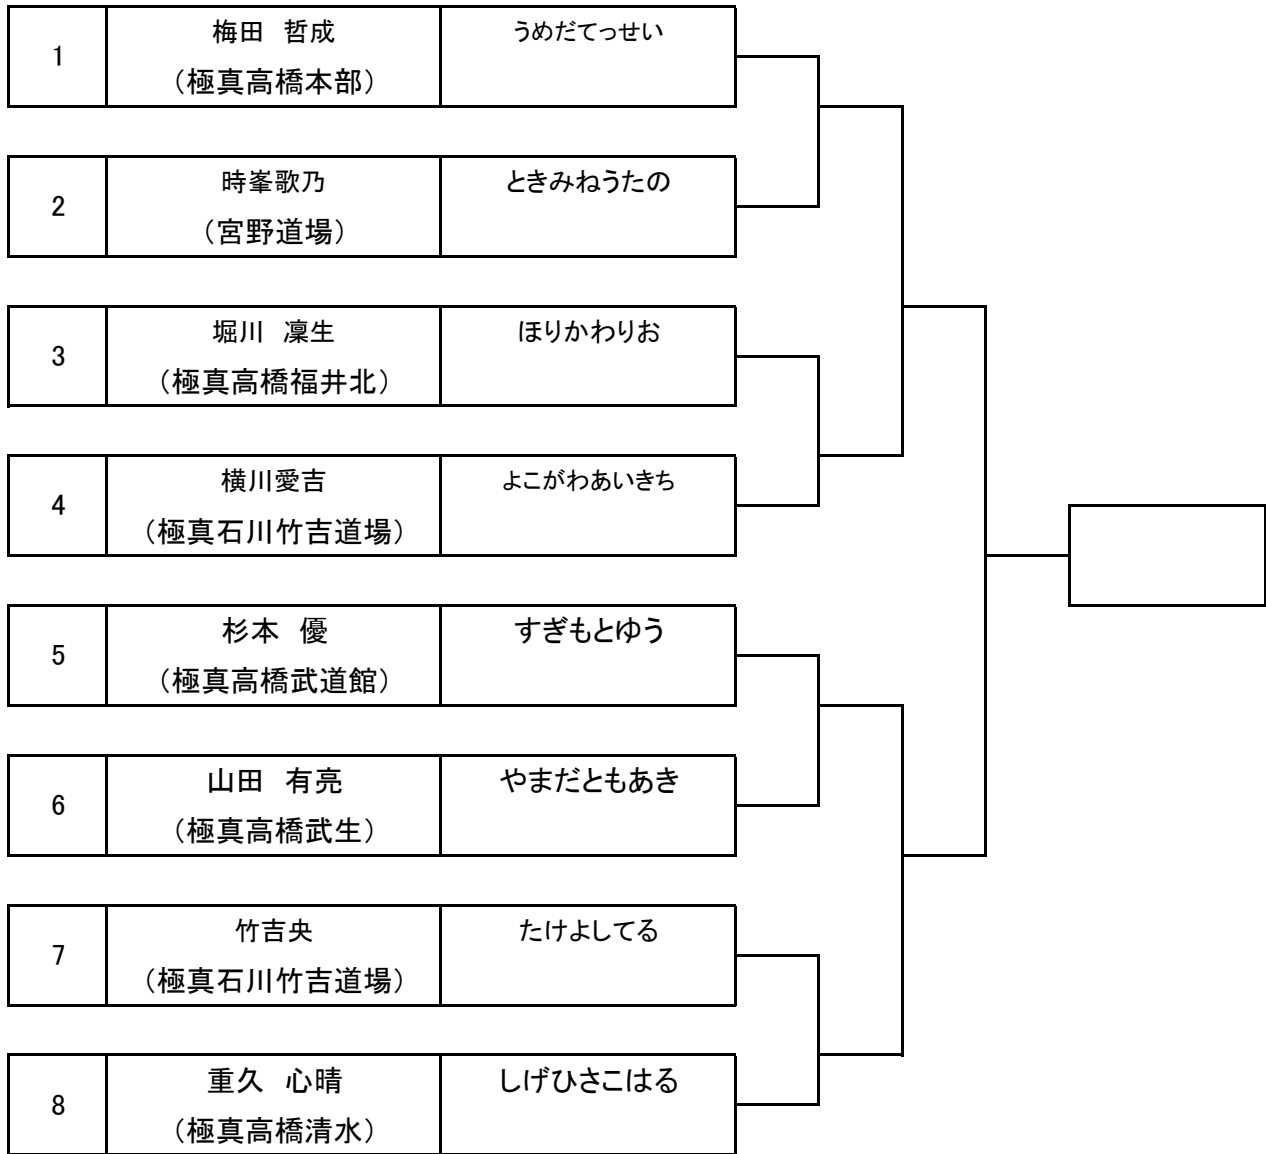 1
梅田　哲成
うめだてっせい
（極真高橋本部）
2
時峯歌乃
ときみねうたの
（宮野道場）
3
堀川　凜生
ほりかわりお
（極真高橋福井北）
4
横川愛吉
よこがわあいきち
（極真石川竹吉道場）
5
杉本　優
すぎもとゆう
（極真高橋武道館）
6
山田　有亮
やまだともあき
（極真高橋武生）
7
竹吉央
たけよしてる
（極真石川竹吉道場）
8
重久　心晴
しげひさこはる
（極真高橋清水）